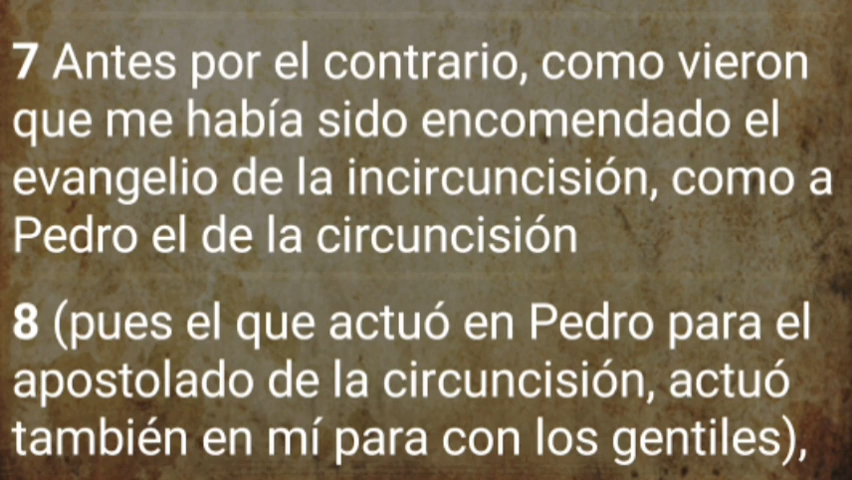 7 Antes por el contrario, como vieron
que me había sido encomendado el
evangelio de la incircuncisión, como a
Pedro el de la circuncisión
8 (pues el que actuó en Pedro para el
apostolado de la circuncisión, actuó
también en mí para con los gentiles),